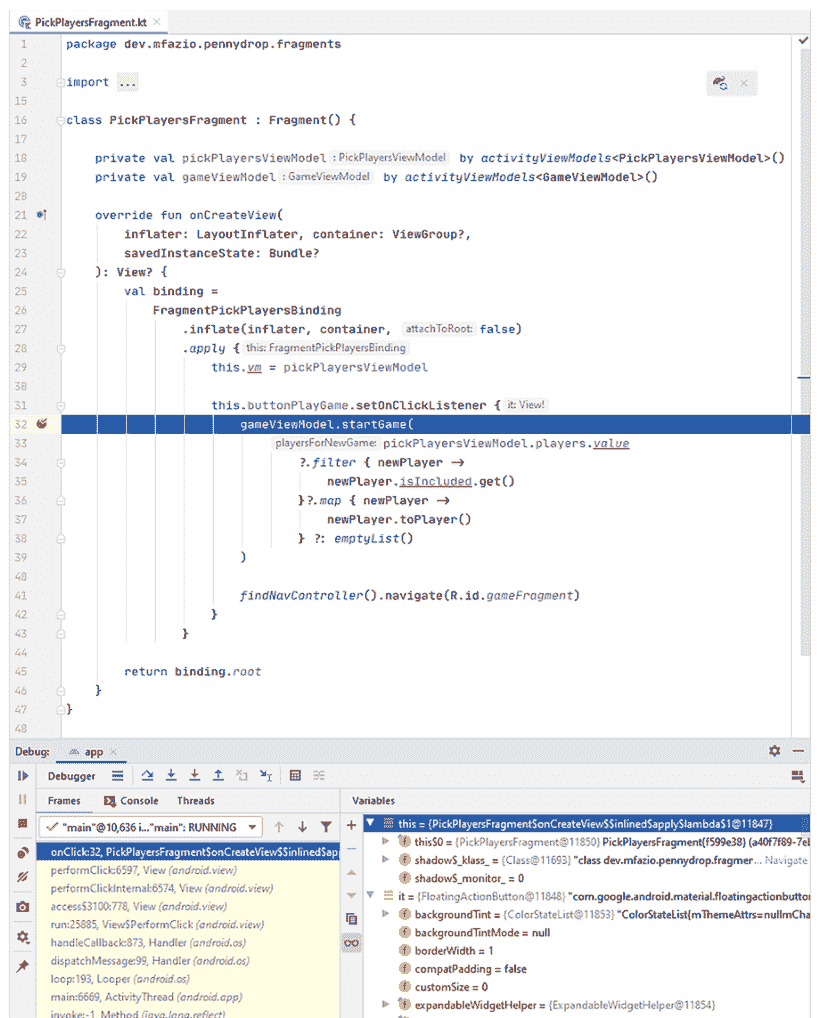 PickPlayersFragment.kt
1 package dev.mfazio.pennydrop.fragments
2
3 import ...
15
16 class PickPlayersFragment : Fragment() {
17
18 private val pickPlayersViewModel : PickPlayersViewModel by activityViewModels<PickPlayersViewModel>()
19 private val gameViewModel : GameViewModel by activityViewModels<GameViewModel>()
20
21 override fun onCreateView(
22 inflater: LayoutInflater, container: ViewGroup?,
23 savedInstanceState: Bundle?
24 ): View? {
25 val binding =
26 FragmentPickPlayersBinding
27 .inflate(inflater, container, attachToRoot: false)
28 .apply { this: FragmentPickPlayersBinding
29 this.vm = pickPlayersViewModel
30
31 this.buttonPlayGame.setOnClickListener { it: View!
32 gameViewModel.startGame(
33 playersForNewGame: pickPlayersViewModel.players.value
34 ?.filter { newPlayer →
35 newPlayer.isIncluded.get()
36 }?.map { newPlayer →
37 newPlayer.toPlayer()
38 } ?: emptyList()
39 )
40
41 findNavController().navigate(R.id.gameFragment)
42 }
43 }
44
45 return binding.root
46 }
47 }
48
Debug: app
Debugger
Frames Console Threads
Variables
"main"@10,636 i..."main": RUNNING
onClick:32, PickPlayersFragment$onCreateView$$inlined$ap
performClick:6597, View (android.view)
performClickInternal:6574, View (android.view)
access$3100:778, View (android.view)
run:25885, View$PerformClick (android.view)
handleCallback:873, Handler (android.os)
dispatchMessage:99, Handler (android.os)
loop:193, Looper (android.os)
main:6669, ActivityThread (android.app)
invoke:-1, Method (java.lang.reflect)
this = {PickPlayersFragment$onCreateView$$inlined$apply$lambda$1@11847}
this$0 = {PickPlayersFragment@11850} PickPlayersFragment{f599e38} (a40f7f89-7e
shadow$_klass_ = {Class@11693} "class dev.mfazio.pennydrop.fragmer... Navigate
shadow$_monitor_ = 0
it = {FloatingActionButton@11848} "com.google.android.material.floatingactionbutton
backgroundTint = {ColorStateList@11853} "ColorStateList{mThemeAttrs=nullmCha
backgroundTintMode = null
borderWidth = 1
compatPadding = false
customSize = 0
expandableWidgetHelper = {ExpandableWidgetHelper@11854}